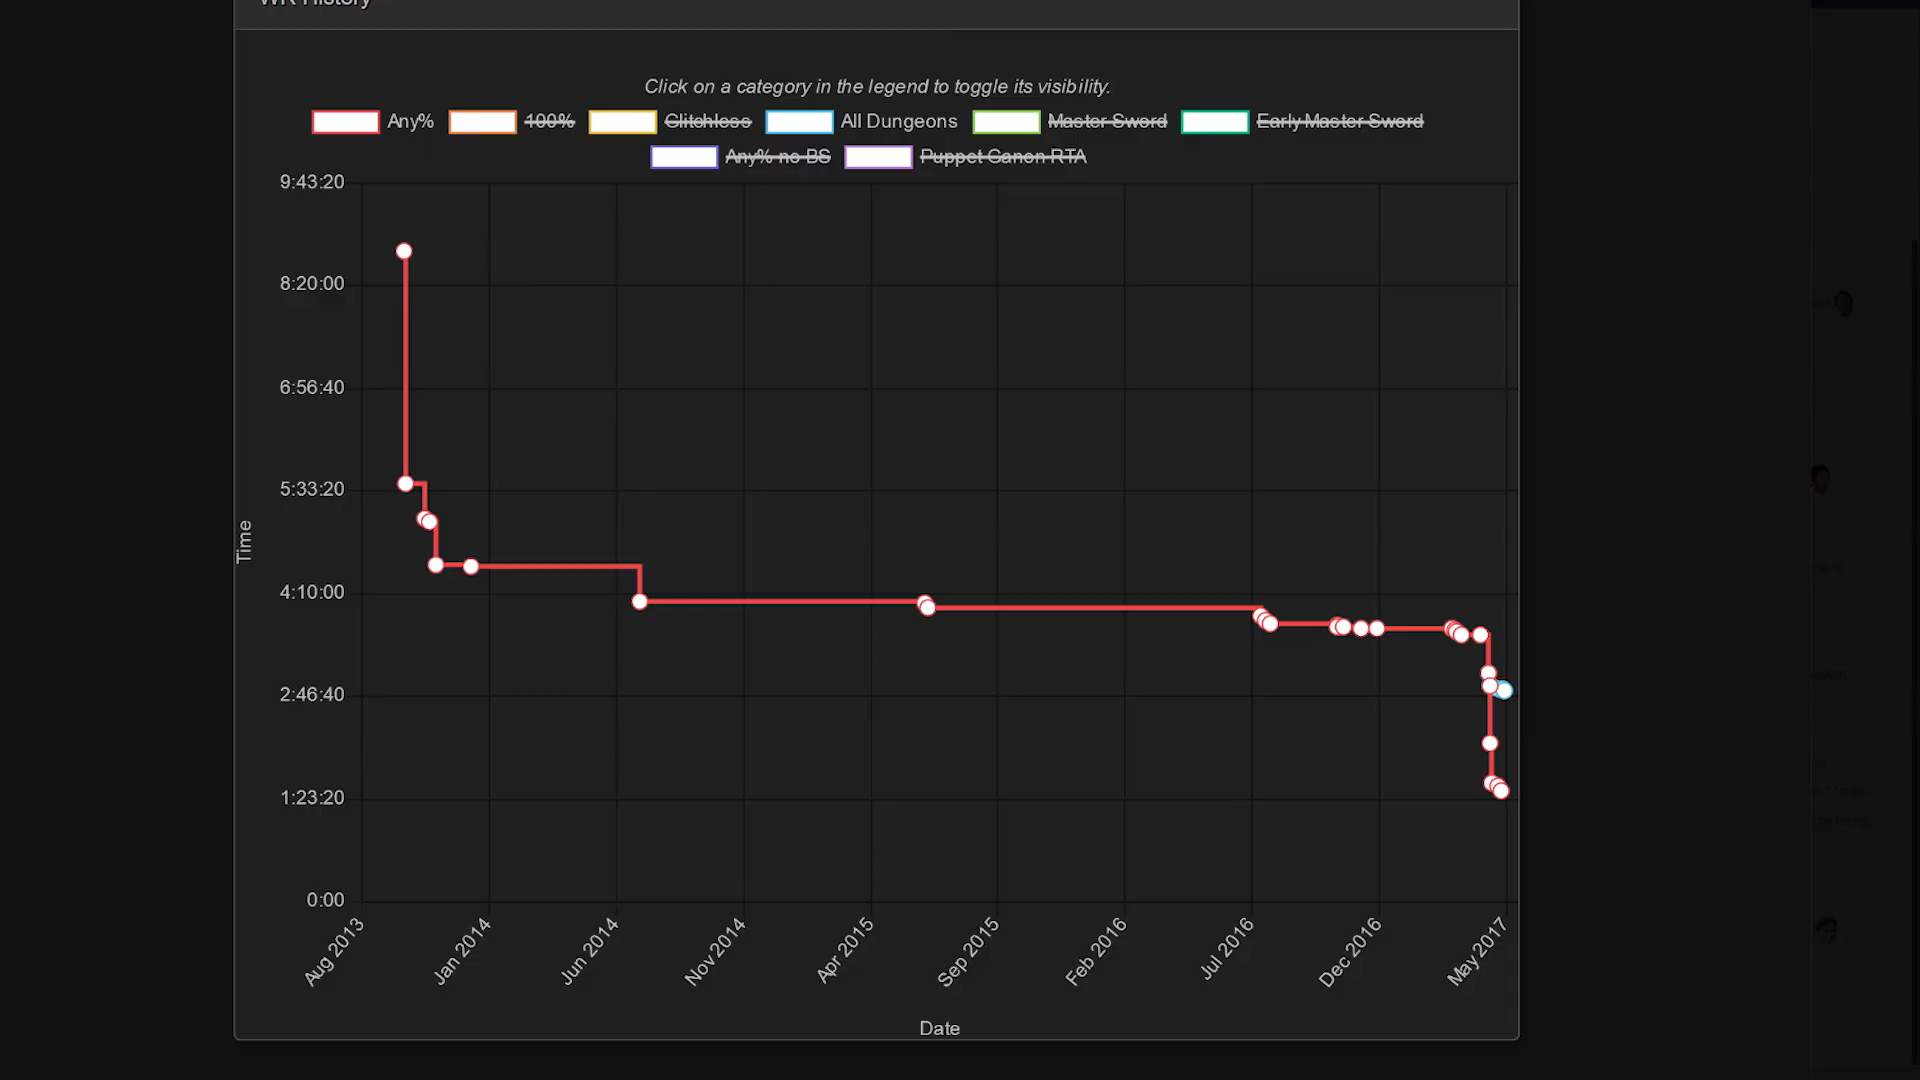 WR History
Click on a category in the legend to toggle its visibility.
Any% 100% Glitchless All Dungeons Master Sword Early Master Sword
Any% no BS Puppet Ganon RTA
9:43:20
8:20:00
6:56:40
5:33:20
4:10:00
2:46:40
1:23:20
0:00
Time
Aug 2013 Jan 2014 Jun 2014 Nov 2014 Apr 2015 Sep 2015 Feb 2016 Jul 2016 Dec 2016 May 2017
Date